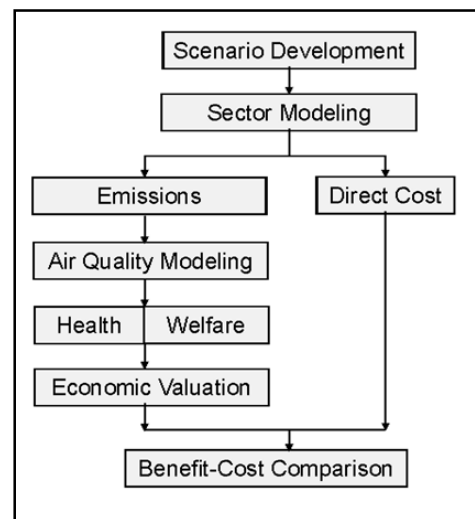 Scenario Development
Sector Modeling
Emissions
Direct Cost
Air Quality Modeling
Health
Welfare
Economic Valuation
Benefit-Cost Comparison